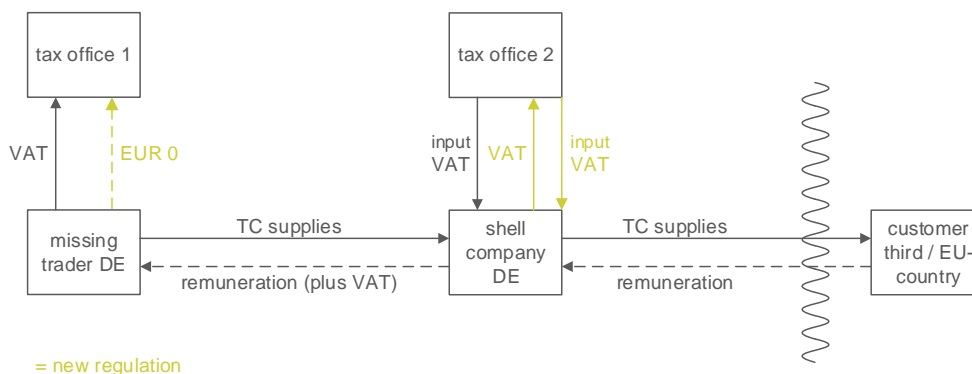 tax office 1
tax office 2
VAT
EUR 0
input
VAT
VAT
input
VAT
missing
trader DE
TC supplies
remuneration (plus VAT)
shell
company
DE
TC supplies
remuneration
customer
third / EU-
country
= new regulation